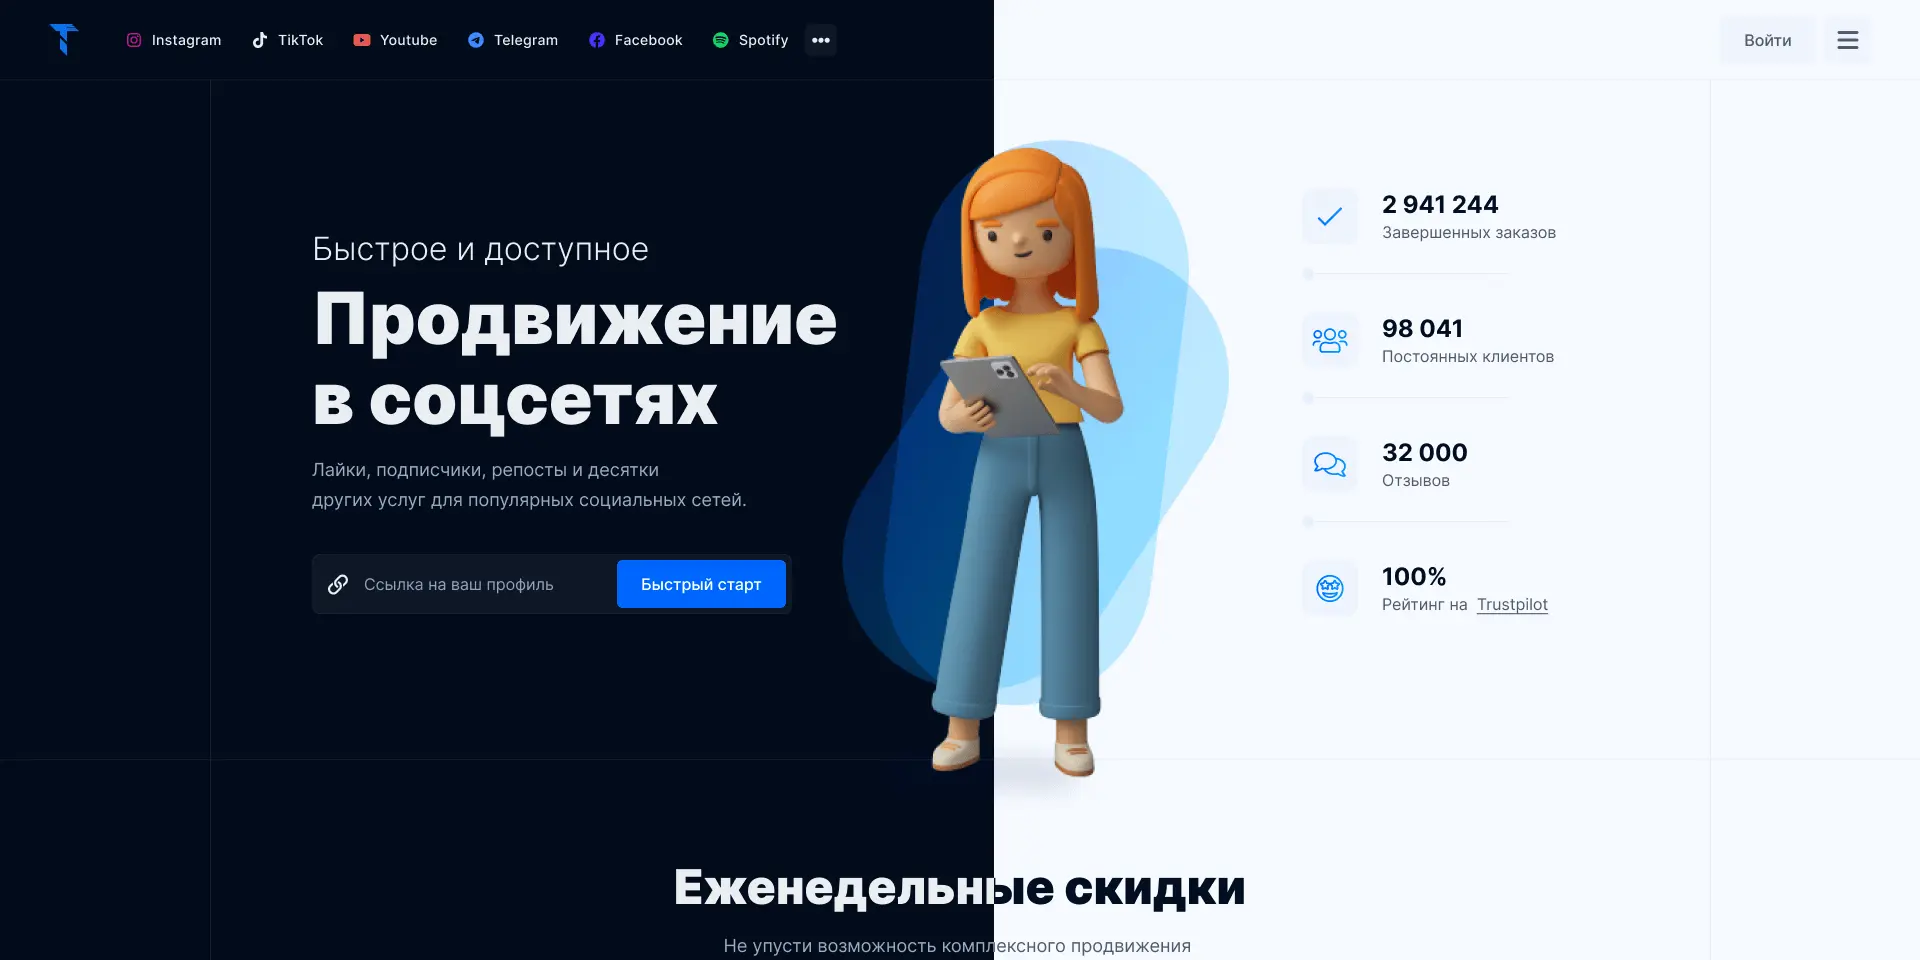 Instagram
TikTok
Youtube
Telegram
Facebook
Spotify
Войти
Быстрое и доступное
Продвижение
в соцсетях
Лайки, подписчики, репосты и десятки
других услуг для популярных социальных сетей.
Ссылка на ваш профиль
Быстрый старт
2 941 244
Завершенных заказов
98 041
Постоянных клиентов
32 000
Отзывов
100%
Рейтинг на Trustpilot
Еженедельные скидки
Не упусти возможность комплексного продвижения